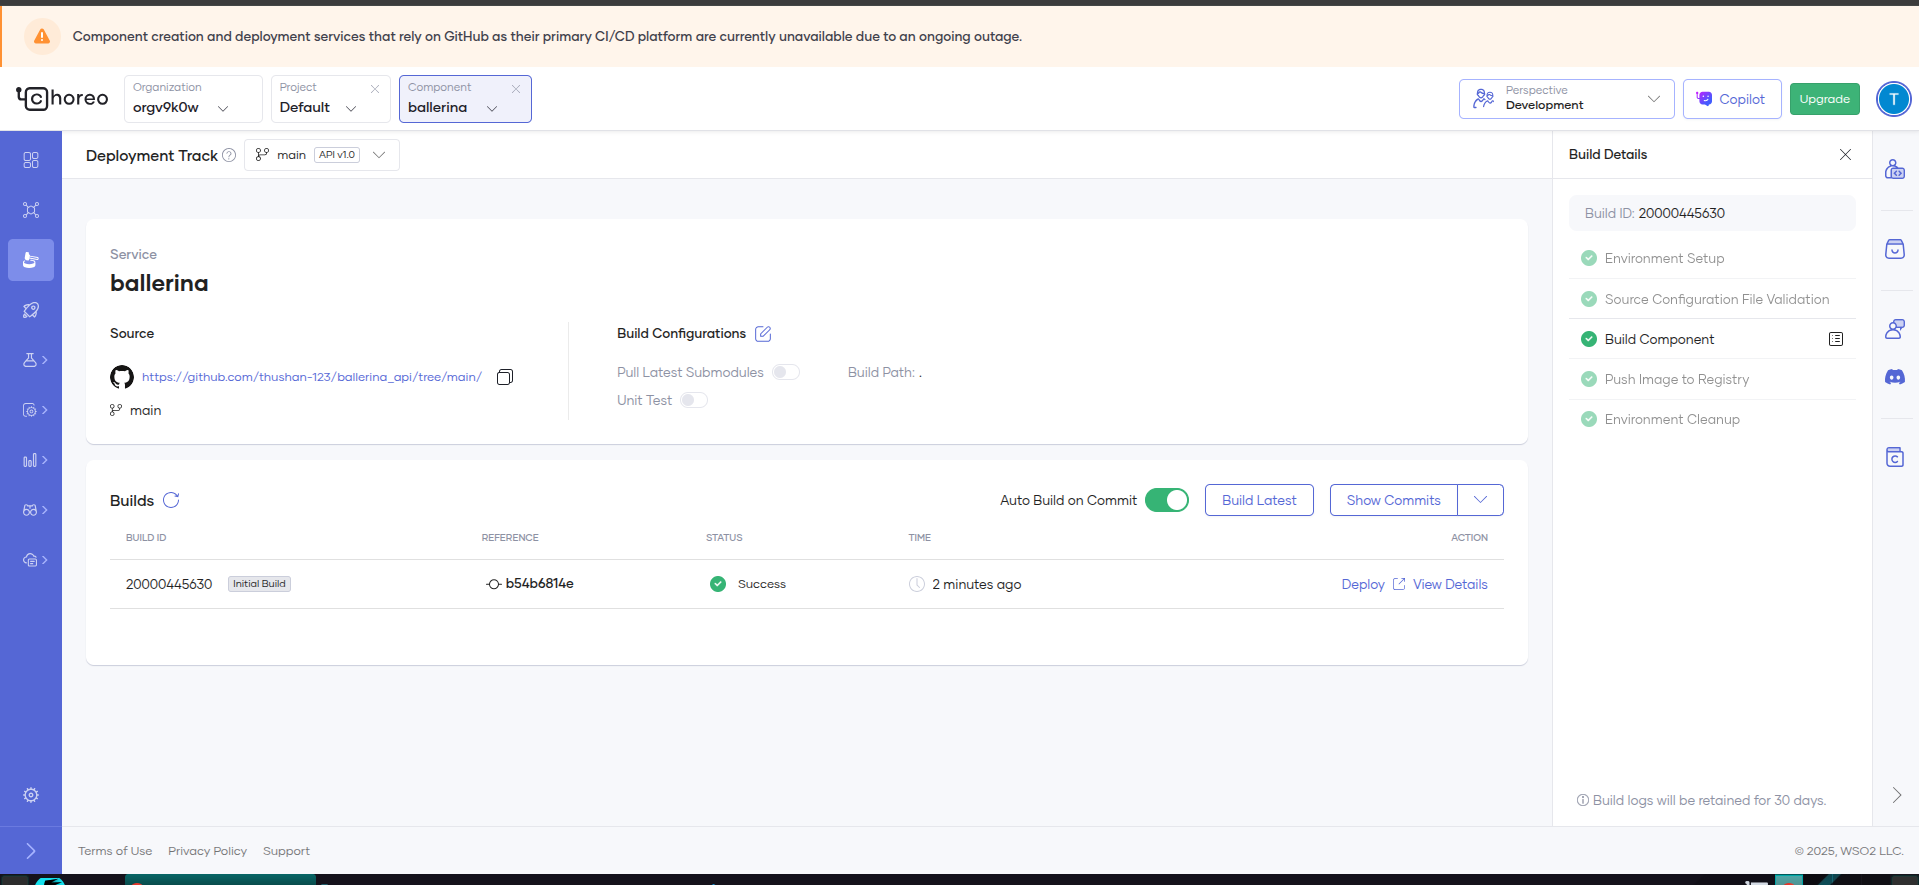 Component creation and deployment services that rely on GitHub as their primary CI/CD platform are currently unavailable due to an ongoing outage.
Choreo
Organization
orgv9k0w
Project
Default
Component
ballerina
Perspective
Development
Copilot
Upgrade
T
Deployment Track
main API v1.0
Service
ballerina
Source
https://github.com/thushan-123/ballerina_api/tree/main/
main
Build Configurations
Pull Latest Submodules
Build Path: .
Unit Test
Builds
Auto Build on Commit
Build Latest
Show Commits
BUILD ID REFERENCE STATUS TIME ACTION
20000445630 Initial Build b54b6814e Success 2 minutes ago Deploy View Details
Build Details
Build ID: 20000445630
Environment Setup
Source Configuration File Validation
Build Component
Push Image to Registry
Environment Cleanup
Build logs will be retained for 30 days.
Terms of Use Privacy Policy Support
© 2025, WSO2 LLC.